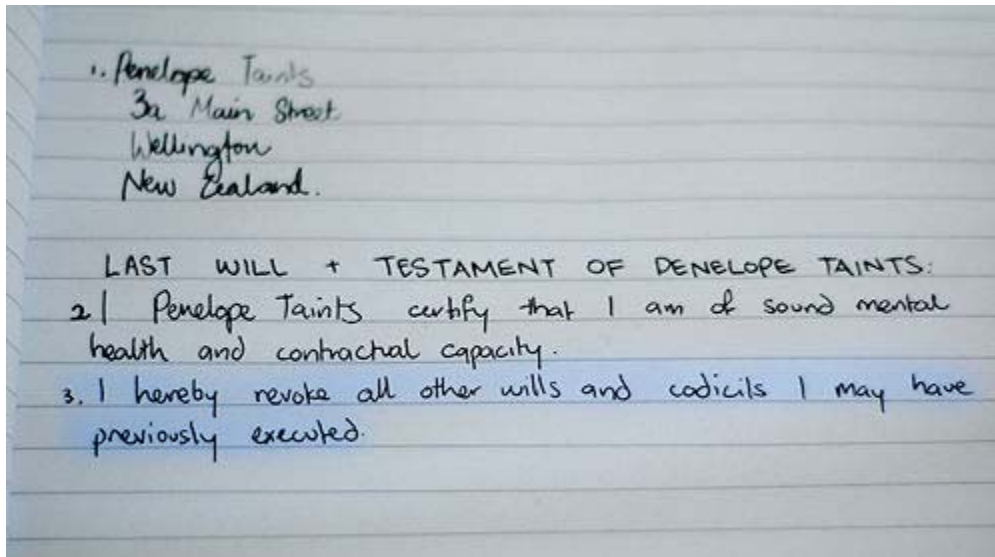 1. Penelope Taints
3a Main Street
Wellington
New Zealand.
LAST WILL + TESTAMENT OF PENELOPE TAINTS:
2 I Penelope Taints certify that I am of sound mental
health and contractual capacity.
3. I hereby revoke all other wills and codicils I may have
previously executed.